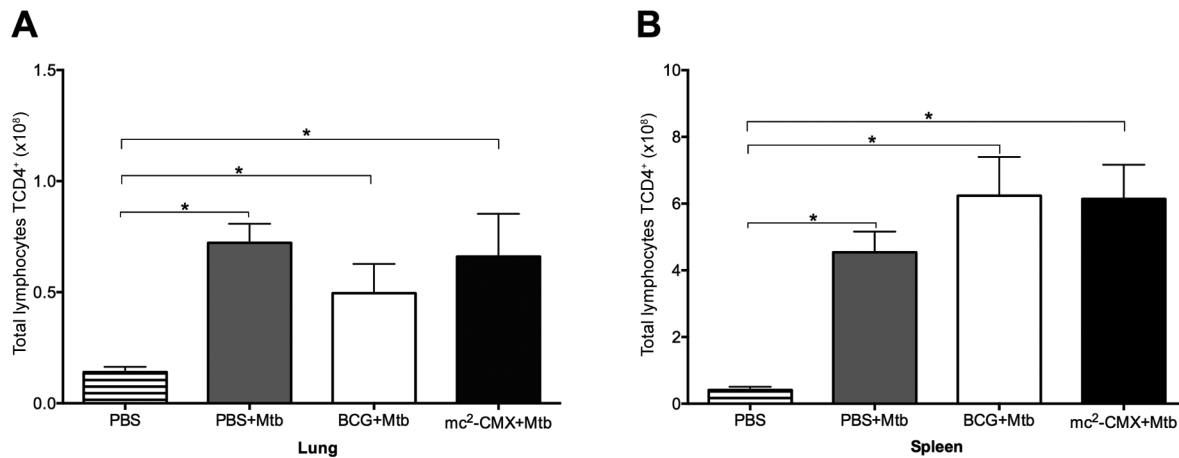 A
Total lymphocytes TCD4⁺ (x10⁸)
1.5
1.0
0.5
0.0
*
*
*
PBS
PBS+Mtb
BCG+Mtb
mc²-CMX+Mtb
Lung
B
Total lymphocytes TCD4⁺ (x10⁸)
10
8
6
4
2
0
*
*
*
PBS
PBS+Mtb
BCG+Mtb
mc²-CMX+Mtb
Spleen